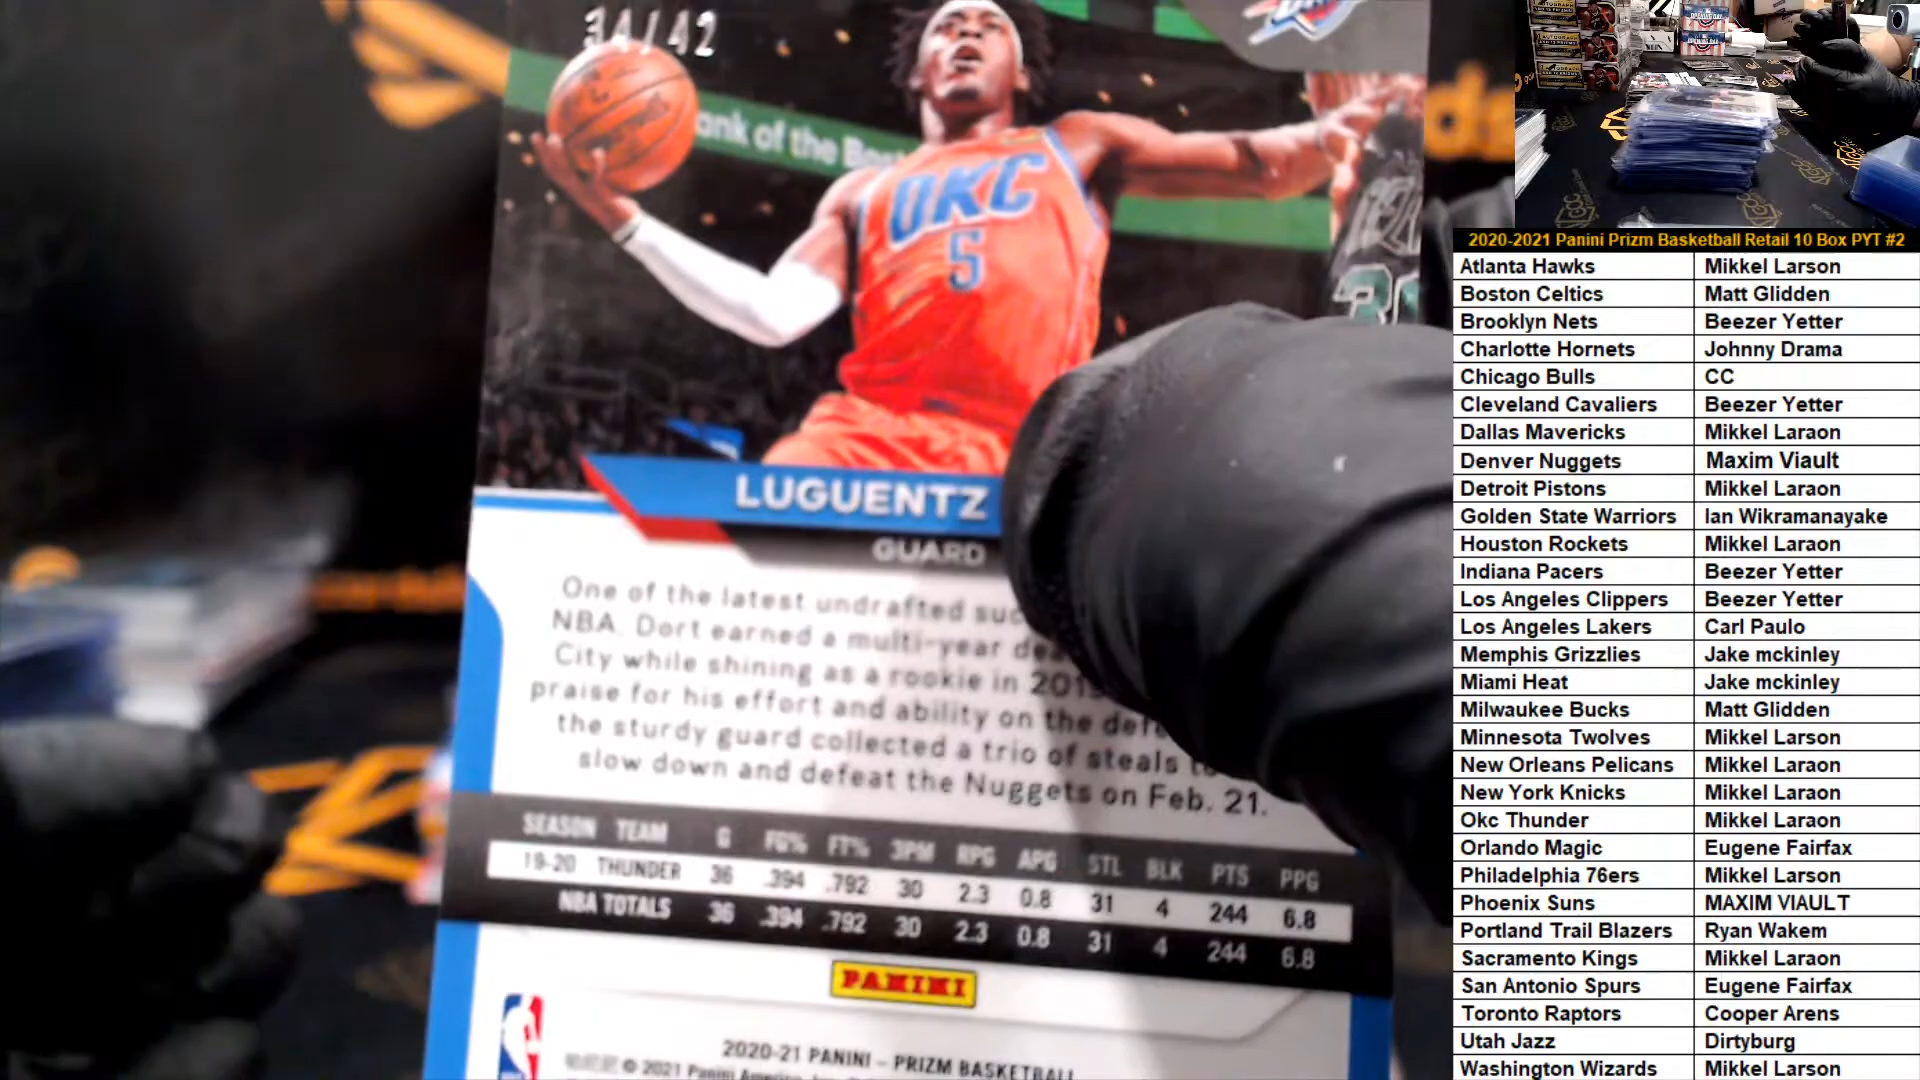 34/42
ank of the Bos
OKC
5
LUGUENTZ
GUARD
One of the latest undrafted suc
NBA. Dort earned a multi-year dea
City while shining as a rookie in 2019
praise for his effort and ability on the defe
the sturdy guard collected a trio of steals to
slow down and defeat the Nuggets on Feb. 21.
SEASON TEAM G FG% FT% 3PM RPG APG STL BLK PTS PPG
19-20 THUNDER 36 .394 .792 30 2.3 0.8 31 4 244 6.8
NBA TOTALS 36 .394 .792 30 2.3 0.8 31 4 244 6.8
PANINI
2020-21 PANINI – PRIZM BASKETBALL
© 2021 Panini America, Inc.
2020-2021 Panini Prizm Basketball Retail 10 Box PYT #2
Atlanta Hawks Mikkel Larson
Boston Celtics Matt Glidden
Brooklyn Nets Beezer Yetter
Charlotte Hornets Johnny Drama
Chicago Bulls CC
Cleveland Cavaliers Beezer Yetter
Dallas Mavericks Mikkel Laraon
Denver Nuggets Maxim Viault
Detroit Pistons Mikkel Laraon
Golden State Warriors Ian Wikramanayake
Houston Rockets Mikkel Laraon
Indiana Pacers Beezer Yetter
Los Angeles Clippers Beezer Yetter
Los Angeles Lakers Carl Paulo
Memphis Grizzlies Jake mckinley
Miami Heat Jake mckinley
Milwaukee Bucks Matt Glidden
Minnesota Twolves Mikkel Larson
New Orleans Pelicans Mikkel Laraon
New York Knicks Mikkel Laraon
Okc Thunder Mikkel Laraon
Orlando Magic Eugene Fairfax
Philadelphia 76ers Mikkel Larson
Phoenix Suns MAXIM VIAULT
Portland Trail Blazers Ryan Wakem
Sacramento Kings Mikkel Laraon
San Antonio Spurs Eugene Fairfax
Toronto Raptors Cooper Arens
Utah Jazz Dirtyburg
Washington Wizards Mikkel Larson